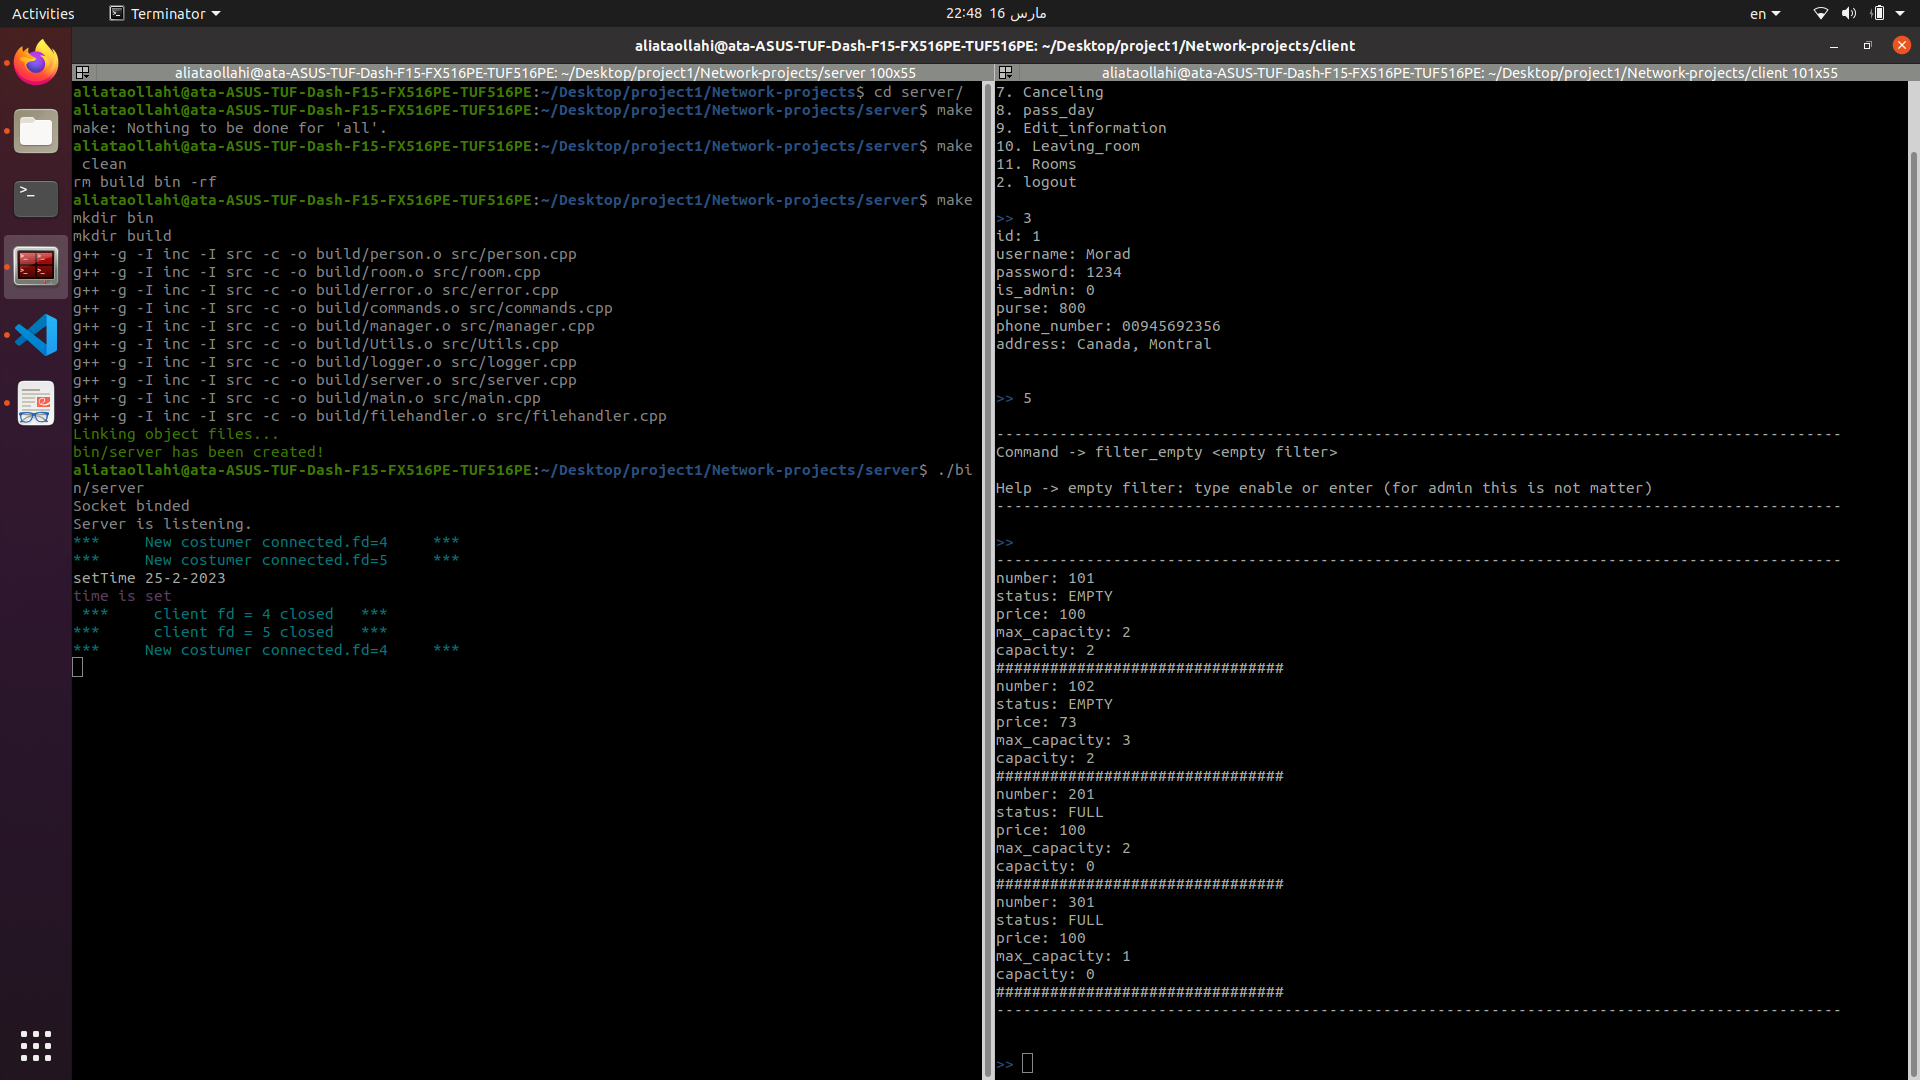 Activities
Terminator
22:48 16 مارس
en
aliataollahi@ata-ASUS-TUF-Dash-F15-FX516PE-TUF516PE: ~/Desktop/project1/Network-projects/client
aliataollahi@ata-ASUS-TUF-Dash-F15-FX516PE-TUF516PE: ~/Desktop/project1/Network-projects/server 100x55
aliataollahi@ata-ASUS-TUF-Dash-F15-FX516PE-TUF516PE:~/Desktop/project1/Network-projects$ cd server/
aliataollahi@ata-ASUS-TUF-Dash-F15-FX516PE-TUF516PE:~/Desktop/project1/Network-projects/server$ make
make: Nothing to be done for 'all'.
aliataollahi@ata-ASUS-TUF-Dash-F15-FX516PE-TUF516PE:~/Desktop/project1/Network-projects/server$ make
 clean
rm build bin -rf
aliataollahi@ata-ASUS-TUF-Dash-F15-FX516PE-TUF516PE:~/Desktop/project1/Network-projects/server$ make
mkdir bin
mkdir build
g++ -g -I inc -I src -c -o build/person.o src/person.cpp
g++ -g -I inc -I src -c -o build/room.o src/room.cpp
g++ -g -I inc -I src -c -o build/error.o src/error.cpp
g++ -g -I inc -I src -c -o build/commands.o src/commands.cpp
g++ -g -I inc -I src -c -o build/manager.o src/manager.cpp
g++ -g -I inc -I src -c -o build/Utils.o src/Utils.cpp
g++ -g -I inc -I src -c -o build/logger.o src/logger.cpp
g++ -g -I inc -I src -c -o build/server.o src/server.cpp
g++ -g -I inc -I src -c -o build/main.o src/main.cpp
g++ -g -I inc -I src -c -o build/filehandler.o src/filehandler.cpp
Linking object files...
bin/server has been created!
aliataollahi@ata-ASUS-TUF-Dash-F15-FX516PE-TUF516PE:~/Desktop/project1/Network-projects/server$ ./bi
n/server
Socket binded
Server is listening.
***     New costumer connected.fd=4     ***
***     New costumer connected.fd=5     ***
setTime 25-2-2023
time is set
 ***     client fd = 4 closed   ***
***      client fd = 5 closed   ***
***     New costumer connected.fd=4     ***
aliataollahi@ata-ASUS-TUF-Dash-F15-FX516PE-TUF516PE: ~/Desktop/project1/Network-projects/client 101x55
7. Canceling
8. pass_day
9. Edit_information
10. Leaving_room
11. Rooms
2. logout
>> 3
id: 1
username: Morad
password: 1234
is_admin: 0
purse: 800
phone_number: 00945692356
address: Canada, Montral
>> 5
----------------------------------------------------------------------------------------------
Command -> filter_empty <empty filter>
Help -> empty filter: type enable or enter (for admin this is not matter)
----------------------------------------------------------------------------------------------
>>
----------------------------------------------------------------------------------------------
number: 101
status: EMPTY
price: 100
max_capacity: 2
capacity: 2
################################
number: 102
status: EMPTY
price: 73
max_capacity: 3
capacity: 2
################################
number: 201
status: FULL
price: 100
max_capacity: 2
capacity: 0
################################
number: 301
status: FULL
price: 100
max_capacity: 1
capacity: 0
################################
----------------------------------------------------------------------------------------------
>>